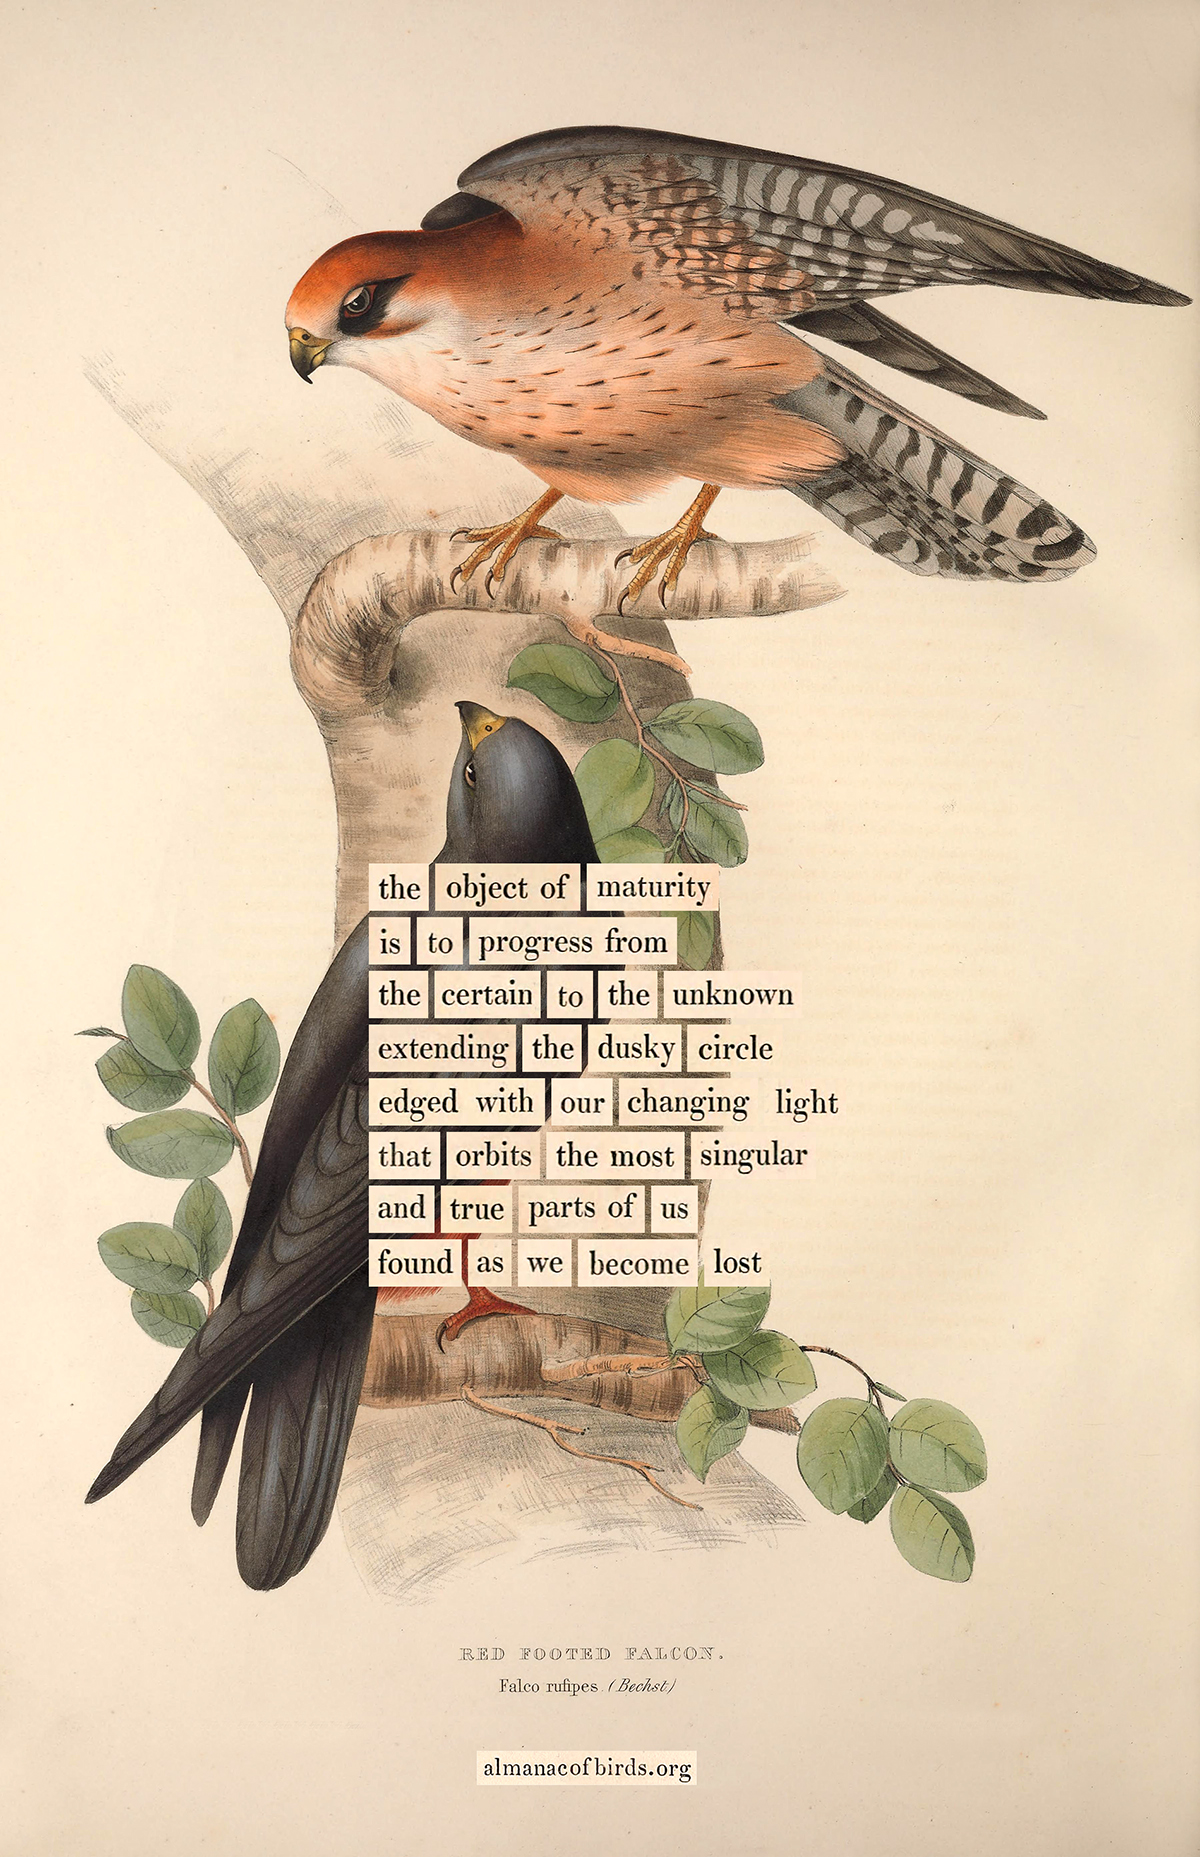 the object of maturity
is to progress from
the certain to the unknown
extending the dusky circle
edged with our changing light
that orbits the most singular
and true parts of us
found as we become lost
RED FOOTED FALCON.
Falco rufipes. (Bechst)
almanacofbirds.org